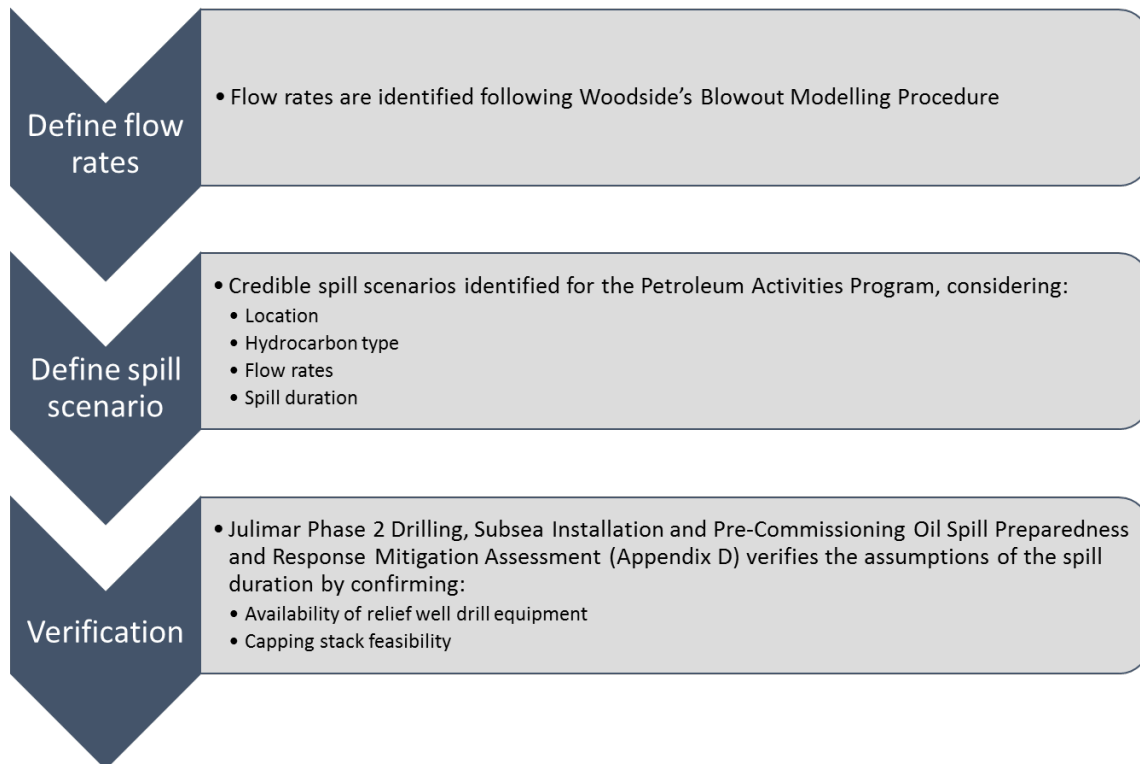 Define flow
rates
• Flow rates are identified following Woodside’s Blowout Modelling Procedure
Define spill
scenario
• Credible spill scenarios identified for the Petroleum Activities Program, considering:
• Location
• Hydrocarbon type
• Flow rates
• Spill duration
Verification
• Julimar Phase 2 Drilling, Subsea Installation and Pre-Commissioning Oil Spill Preparedness
and Response Mitigation Assessment (Appendix D) verifies the assumptions of the spill
duration by confirming:
• Availability of relief well drill equipment
• Capping stack feasibility